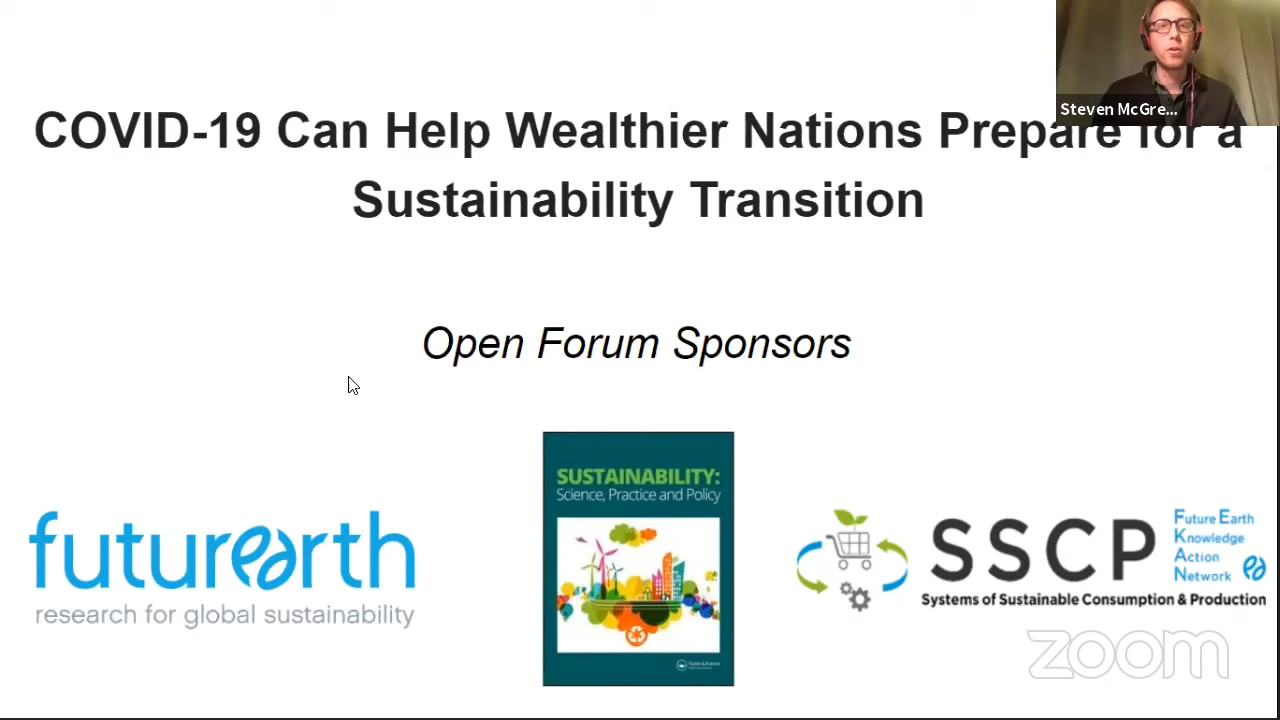 COVID-19 Can Help Wealthier Nations Prepare for a
Steven McGre...
Sustainability Transition
Open Forum Sponsors
futurearth
research for global sustainability
SUSTAINABILITY:
Science, Practice and Policy
SSCP
Future Earth
Knowledge
Action
Network
Systems of Sustainable Consumption & Production
zoom